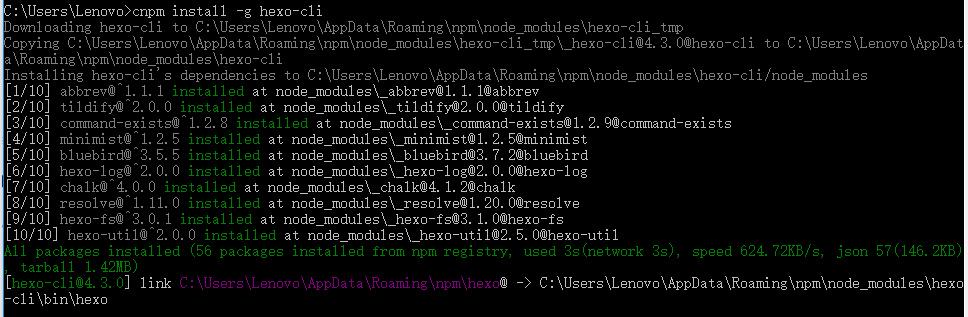 C:\Users\Lenovo>cnpm install -g hexo-cli
Downloading hexo-cli to C:\Users\Lenovo\AppData\Roaming\npm\node_modules\hexo-cli_tmp
Copying C:\Users\Lenovo\AppData\Roaming\npm\node_modules\hexo-cli_tmp\_hexo-cli@4.3.0@hexo-cli to C:\Users\Lenovo\AppDat
a\Roaming\npm\node_modules\hexo-cli
Installing hexo-cli's dependencies to C:\Users\Lenovo\AppData\Roaming\npm\node_modules\hexo-cli/node_modules
[1/10] abbrev@^1.1.1 installed at node_modules\_abbrev@1.1.1@abbrev
[2/10] tildify@^2.0.0 installed at node_modules\_tildify@2.0.0@tildify
[3/10] command-exists@^1.2.8 installed at node_modules\_command-exists@1.2.9@command-exists
[4/10] minimist@^1.2.5 installed at node_modules\_minimist@1.2.5@minimist
[5/10] bluebird@^3.5.5 installed at node_modules\_bluebird@3.7.2@bluebird
[6/10] hexo-log@^2.0.0 installed at node_modules\_hexo-log@2.0.0@hexo-log
[7/10] chalk@^4.0.0 installed at node_modules\_chalk@4.1.2@chalk
[8/10] resolve@^1.11.0 installed at node_modules\_resolve@1.20.0@resolve
[9/10] hexo-fs@^3.0.1 installed at node_modules\_hexo-fs@3.1.0@hexo-fs
[10/10] hexo-util@^2.0.0 installed at node_modules\_hexo-util@2.5.0@hexo-util
All packages installed (56 packages installed from npm registry, used 3s(network 3s), speed 624.72KB/s, json 57(146.2KB)
, tarball 1.42MB)
[hexo-cli@4.3.0] link C:\Users\Lenovo\AppData\Roaming\npm\hexo@ -> C:\Users\Lenovo\AppData\Roaming\npm\node_modules\hexo
-cli\bin\hexo